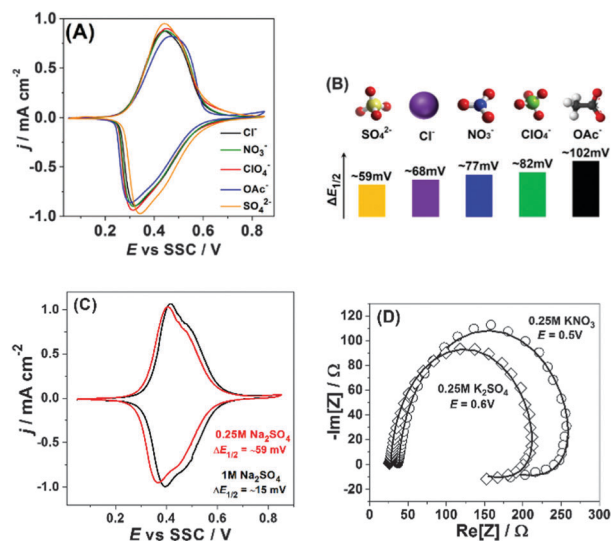 (A)
j / mA cm⁻²
1.0
0.5
0.0
-0.5
-1.0
Cl⁻
NO₃⁻
ClO₄⁻
OAc⁻
SO₄²⁻
0.0 0.2 0.4 0.6 0.8
E vs SSC / V
(B)
SO₄²⁻ Cl⁻ NO₃⁻ ClO₄⁻ OAc⁻
ΔE₁/₂
~59mV ~68mV ~77mV ~82mV ~102mV
(C)
j / mA cm⁻²
1.0
0.5
0.0
-0.5
-1.0
0.25M Na₂SO₄
ΔE₁/₂ = ~59 mV
1M Na₂SO₄
ΔE₁/₂ = ~15 mV
0.0 0.2 0.4 0.6 0.8
E vs SSC / V
(D)
-Im[Z] / Ω
140
120
100
80
60
40
20
0
-20
0.25M KNO₃
E = 0.5V
0.25M K₂SO₄
E = 0.6V
0 50 100 150 200 250 300
Re[Z] / Ω